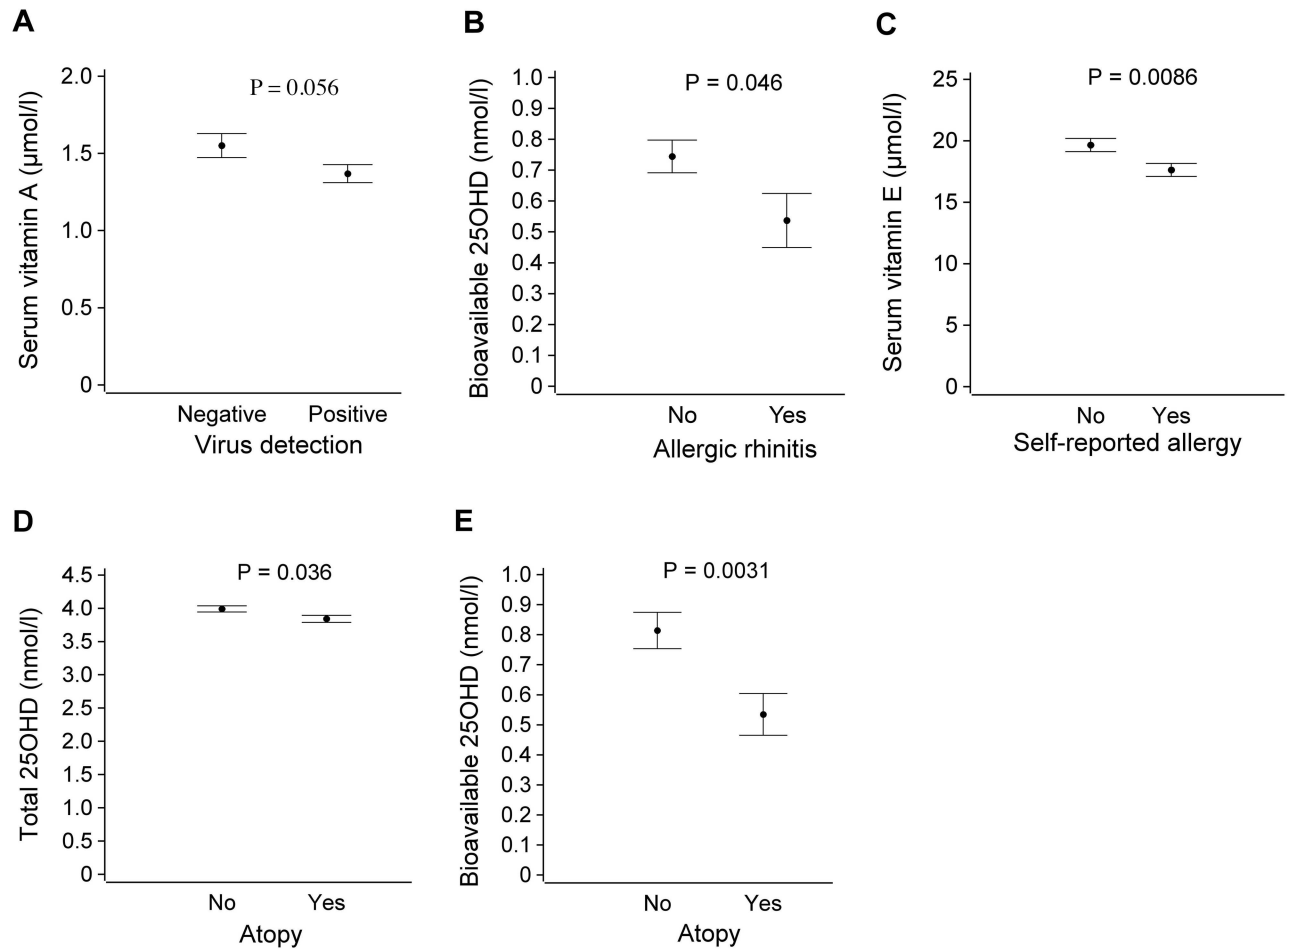 A
P = 0.056
Serum vitamin A (µmol/l)
2.0
1.5
1.0
0.5
0
Negative Positive
Virus detection
B
P = 0.046
Bioavailable 25OHD (nmol/l)
1.0
0.9
0.8
0.7
0.6
0.5
0.4
0.3
0.2
0.1
0
No Yes
Allergic rhinitis
C
P = 0.0086
Serum vitamin E (µmol/l)
25
20
15
10
5
0
No Yes
Self-reported allergy
D
P = 0.036
Total 25OHD (nmol/l)
4.5
4.0
3.5
3.0
2.5
2.0
1.5
1.0
0.5
0
No Yes
Atopy
E
P = 0.0031
Bioavailable 25OHD (nmol/l)
1.0
0.9
0.8
0.7
0.6
0.5
0.4
0.3
0.2
0.1
0
No Yes
Atopy